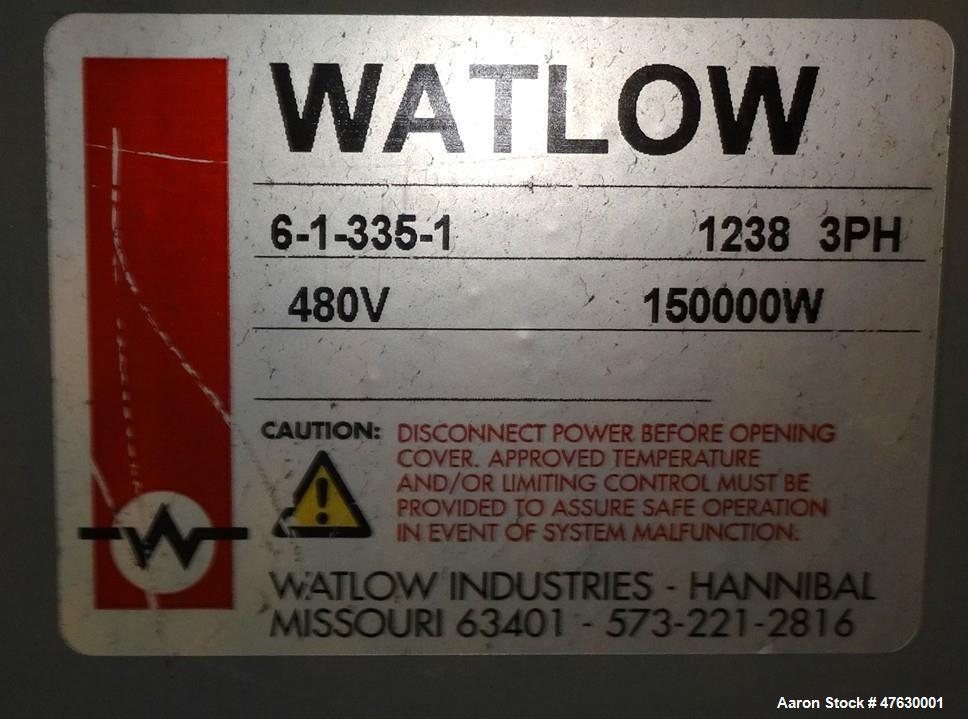 WATLOW
6-1-335-1 1238 3PH
480V 150000W
CAUTION: DISCONNECT POWER BEFORE OPENING
COVER. APPROVED TEMPERATURE
AND/OR LIMITING CONTROL MUST BE
PROVIDED TO ASSURE SAFE OPERATION
IN EVENT OF SYSTEM MALFUNCTION.
WATLOW INDUSTRIES - HANNIBAL
MISSOURI 63401 - 573-221-2816
Aaron Stock # 47630001